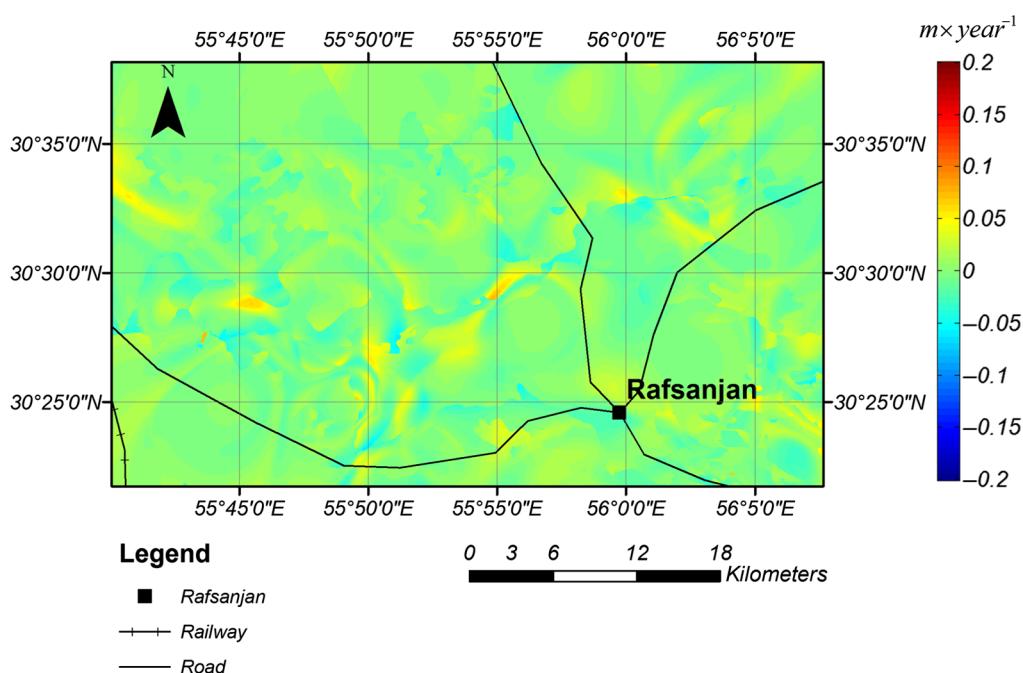 m× year⁻¹
55°45'0"E 55°50'0"E 55°55'0"E 56°0'0"E 56°5'0"E
N
0.2
0.15
0.1
0.05
0
–0.05
–0.1
–0.15
–0.2
30°35'0"N 30°35'0"N
30°30'0"N 30°30'0"N
30°25'0"N 30°25'0"N
Rafsanjan
55°45'0"E 55°50'0"E 55°55'0"E 56°0'0"E 56°5'0"E
Legend
Rafsanjan
Railway
Road
0 3 6 12 18
Kilometers